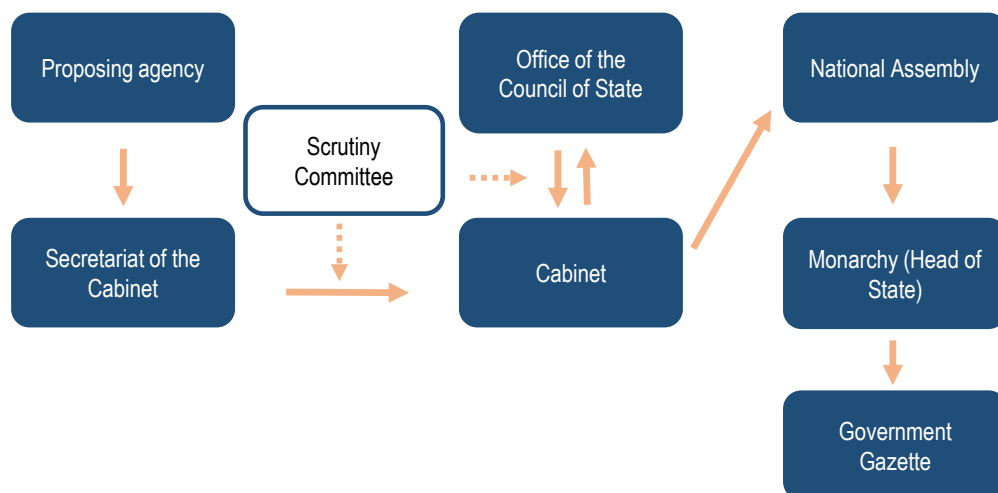 Proposing agency
Office of the
Council of State
National Assembly
Scrutiny
Committee
Secretariat of the
Cabinet
Cabinet
Monarchy (Head of
State)
Government
Gazette